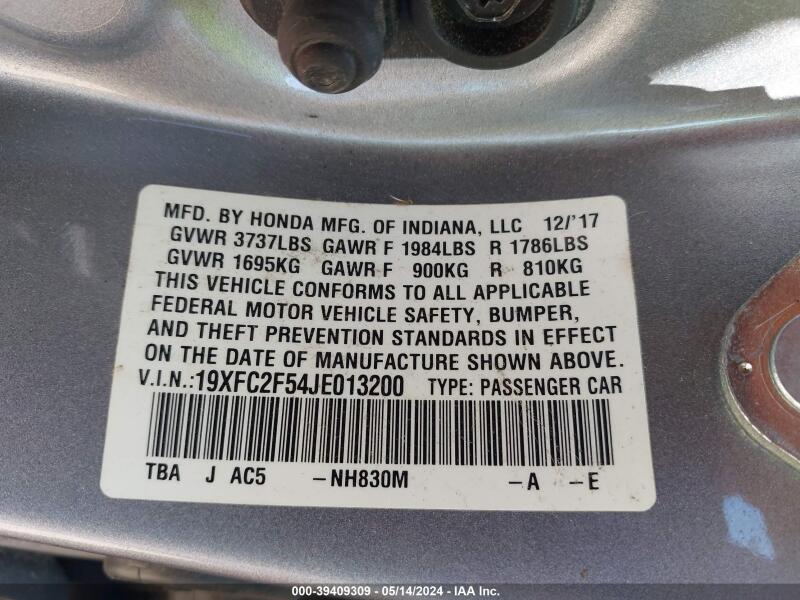 MFD. BY HONDA MFG. OF INDIANA, LLC 12/'17
GVWR 3737LBS GAWR F 1984LBS R 1786LBS
GVWR 1695KG GAWR F 900KG R 810KG
THIS VEHICLE CONFORMS TO ALL APPLICABLE
FEDERAL MOTOR VEHICLE SAFETY, BUMPER,
AND THEFT PREVENTION STANDARDS IN EFFECT
ON THE DATE OF MANUFACTURE SHOWN ABOVE.
V.I.N.:19XFC2F54JE013200 TYPE: PASSENGER CAR
TBA J AC5 –NH830M –A –E
000-39409309 / 05/14/2024 - IAA Inc.